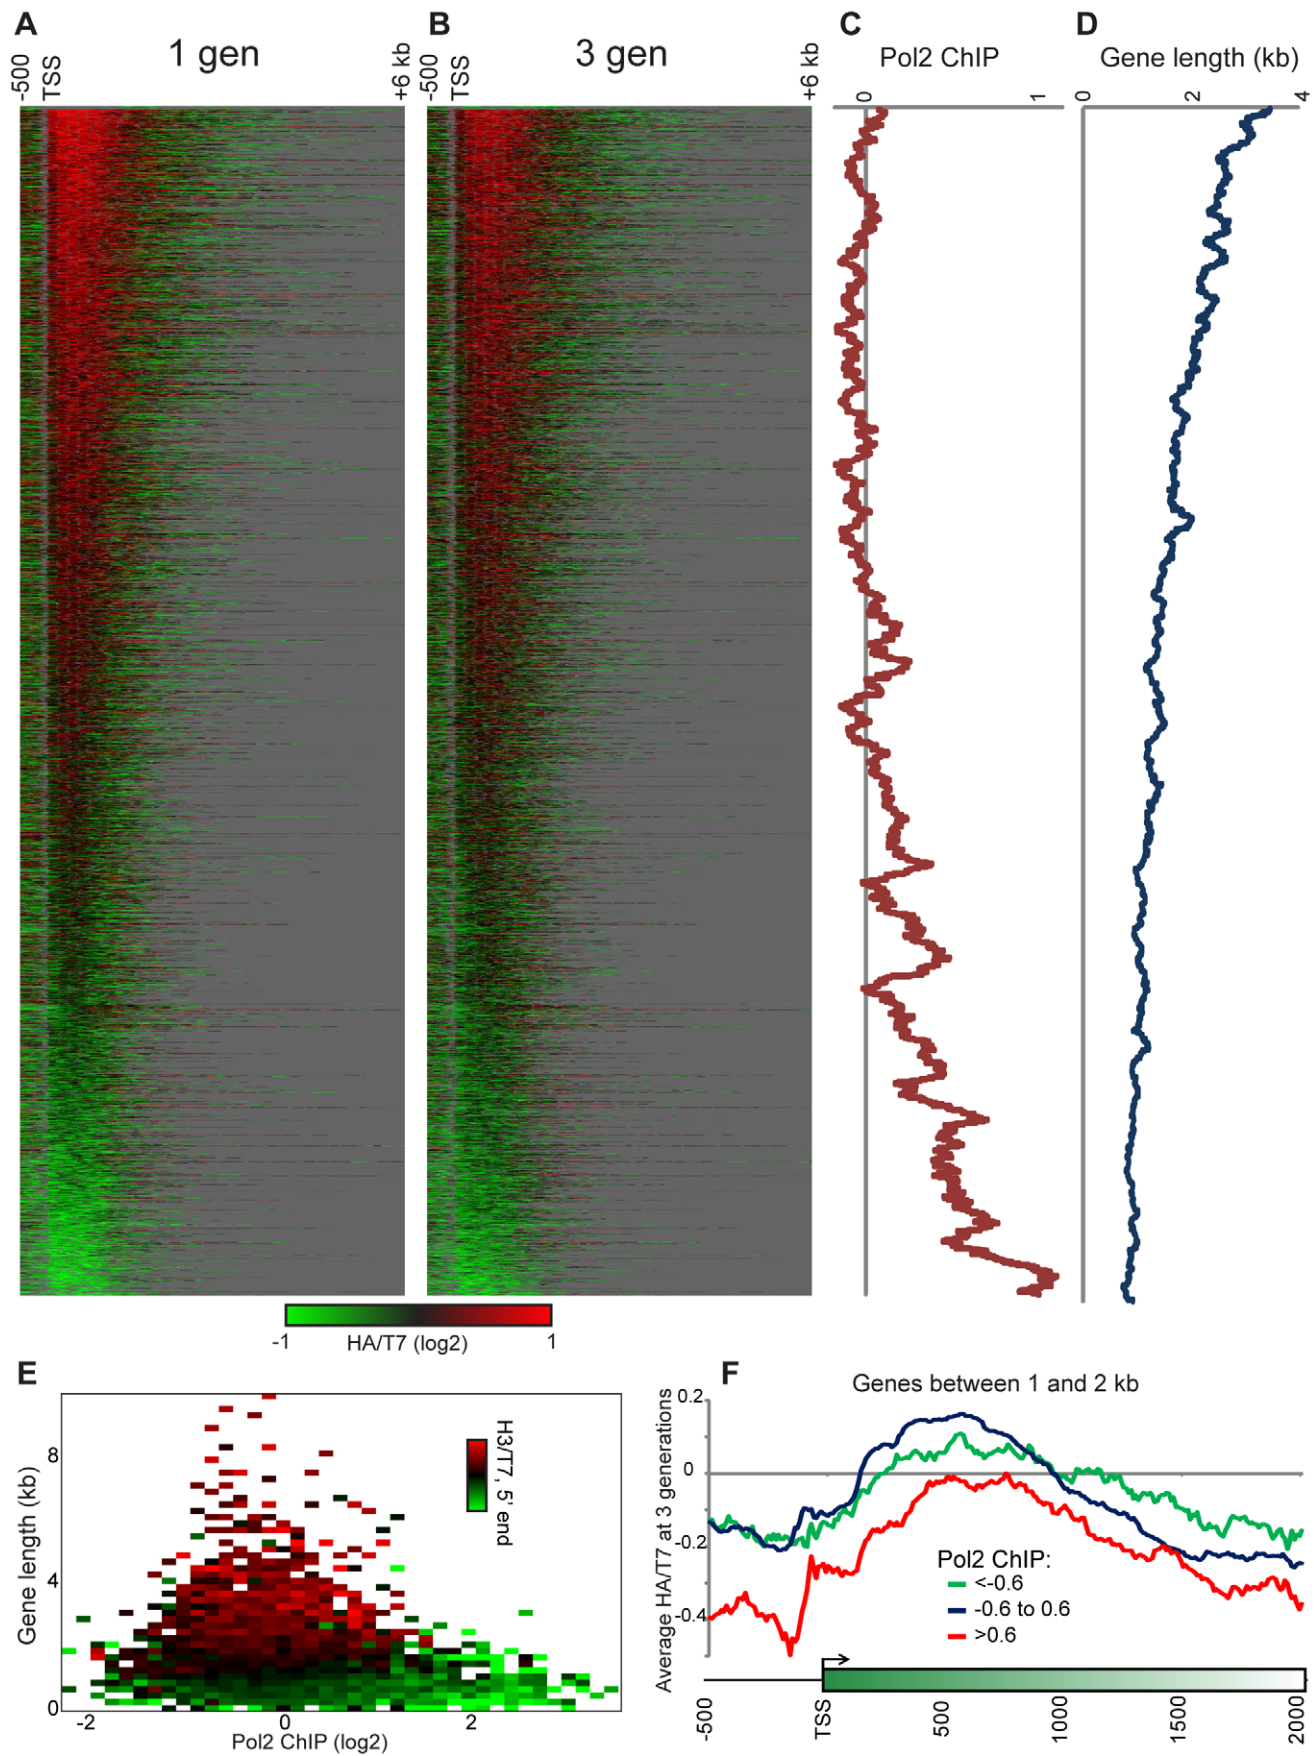 A
1 gen
-500
TSS
+6 kb
B
3 gen
-500
TSS
+6 kb
C
Pol2 ChIP
0
1
D
Gene length (kb)
0
2
4
-1
HA/T7 (log2)
1
E
Gene length (kb)
8
4
0
-2
0
2
Pol2 ChIP (log2)
H3/T7, 5' end
F
Genes between 1 and 2 kb
Average HA/T7 at 3 generations
0.2
0
-0.2
-0.4
Pol2 ChIP:
<-0.6
-0.6 to 0.6
>0.6
-500
TSS
500
1000
1500
2000